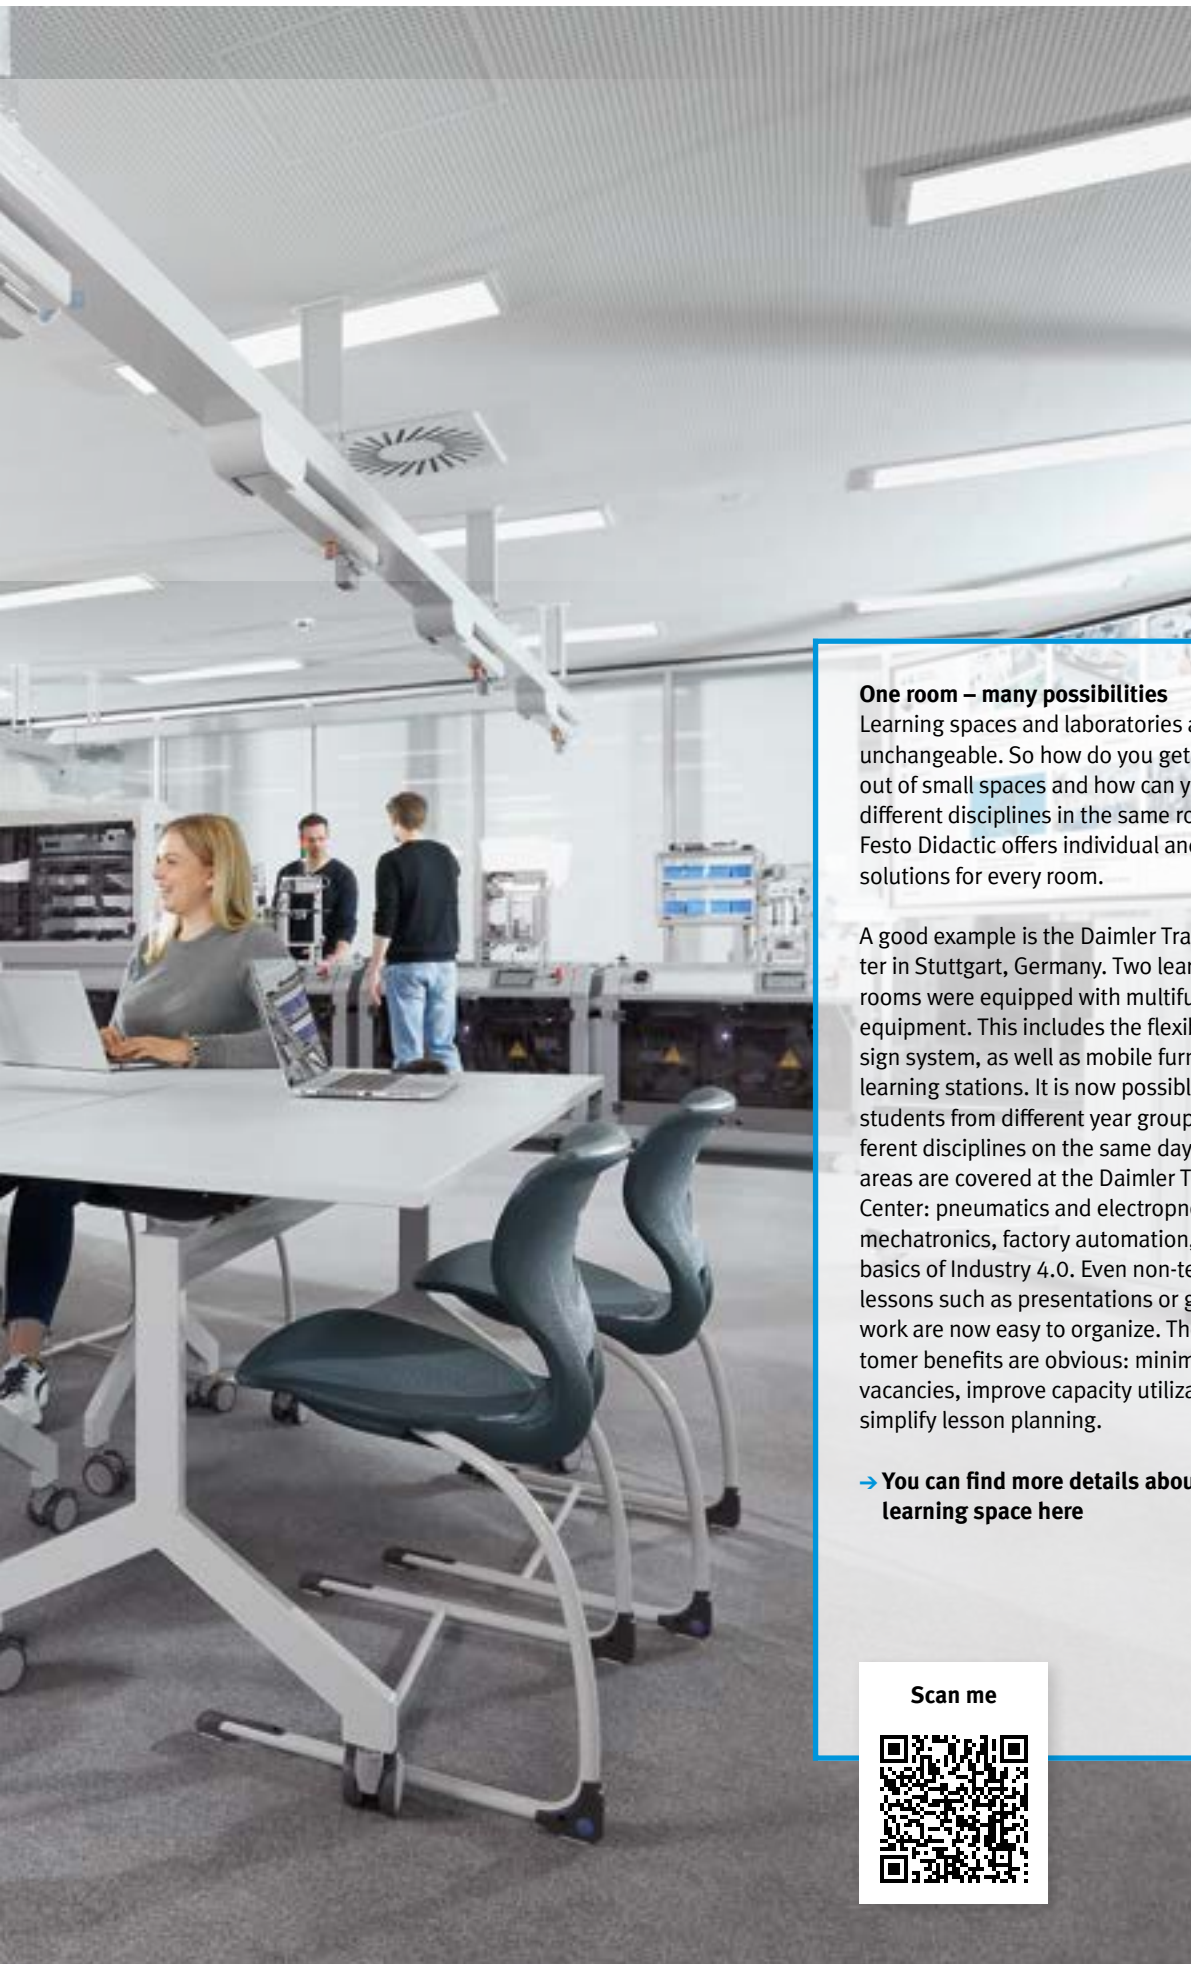 One room – many possibilities
Learning spaces and laboratories a
unchangeable. So how do you get
out of small spaces and how can y
different disciplines in the same ro
Festo Didactic offers individual and
solutions for every room.
A good example is the Daimler Tra
ter in Stuttgart, Germany. Two lear
rooms were equipped with multifu
equipment. This includes the flexib
sign system, as well as mobile furn
learning stations. It is now possibl
students from different year group
ferent disciplines on the same day
areas are covered at the Daimler T
Center: pneumatics and electropne
mechatronics, factory automation,
basics of Industry 4.0. Even non-te
lessons such as presentations or g
work are now easy to organize. Th
tomer benefits are obvious: minim
vacancies, improve capacity utiliza
simplify lesson planning.
→ You can find more details abou
learning space here
Scan me